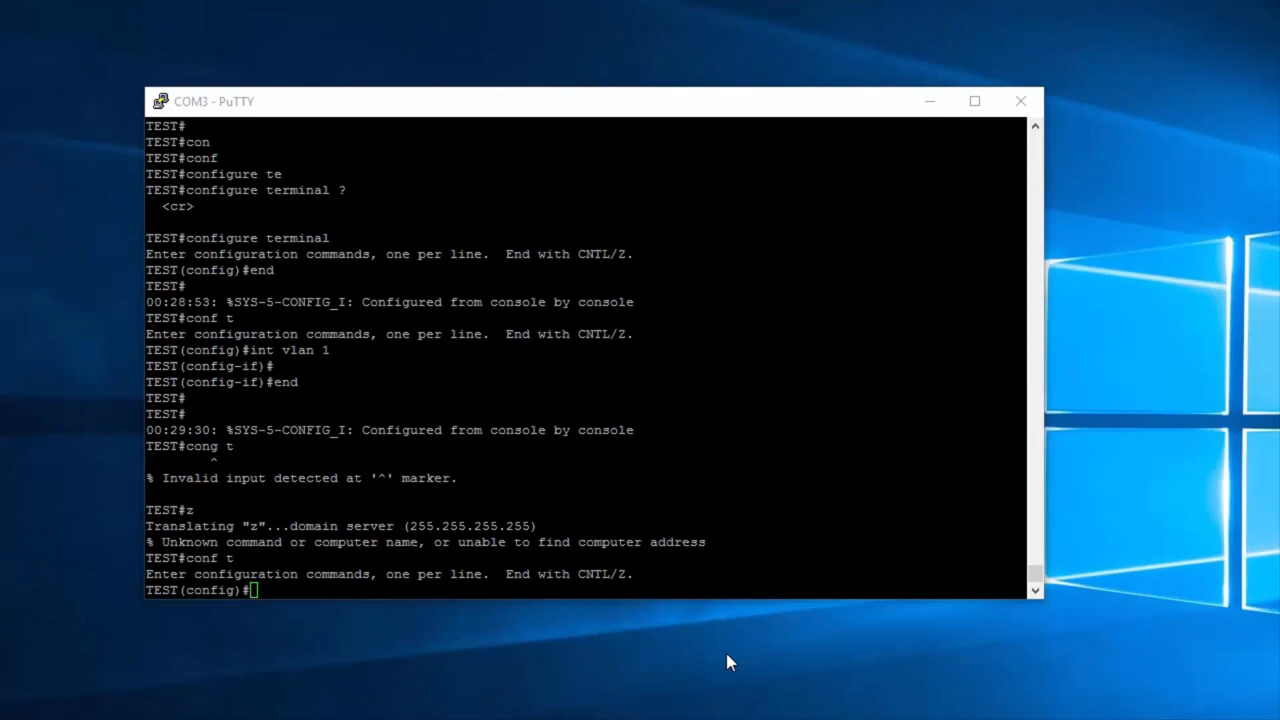 COM3 - PuTTY
TEST#
TEST#con
TEST#conf
TEST#configure te
TEST#configure terminal ?
<cr>
TEST#configure terminal
Enter configuration commands, one per line.  End with CNTL/Z.
TEST(config)#end
TEST#
00:28:53: %SYS-5-CONFIG_I: Configured from console by console
TEST#conf t
Enter configuration commands, one per line.  End with CNTL/Z.
TEST(config)#int vlan 1
TEST(config-if)#
TEST(config-if)#end
TEST#
TEST#
00:29:30: %SYS-5-CONFIG_I: Configured from console by console
TEST#cong t
^
% Invalid input detected at '^' marker.
TEST#z
Translating "z"...domain server (255.255.255.255)
% Unknown command or computer name, or unable to find computer address
TEST#conf t
Enter configuration commands, one per line.  End with CNTL/Z.
TEST(config)#